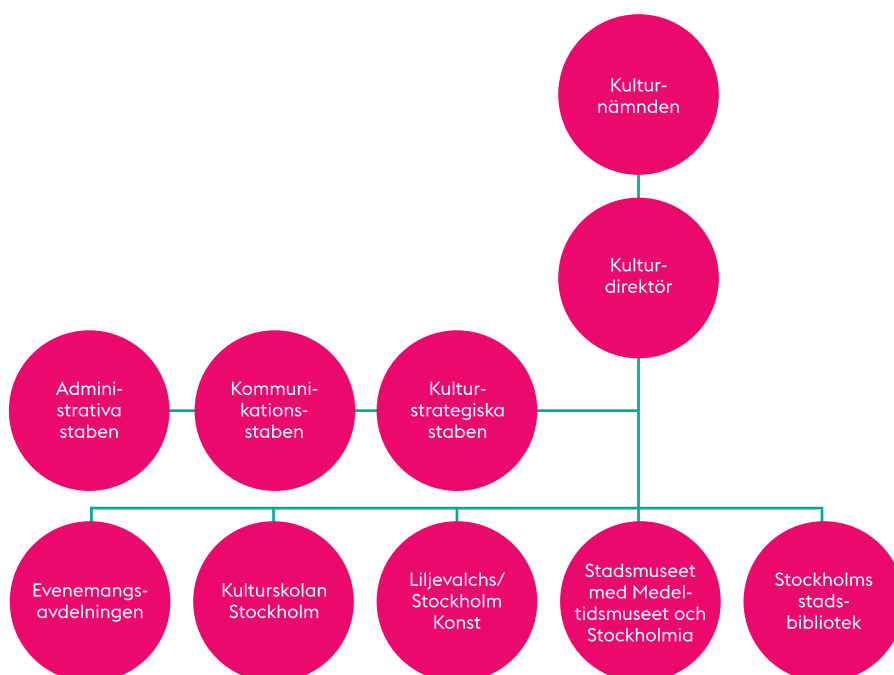 Kultur-
nämnden
Kultur-
direktör
Admini-
strativa
staben
Kommuni-
kations-
staben
Kultur-
strategiska
staben
Evenemangs-
avdelningen
Kulturskolan
Stockholm
Liljevalchs/
Stockholm
Konst
Stadsmuseet
med Medel-
tidsmuseet och
Stockholmia
Stockholms
stads-
bibliotek